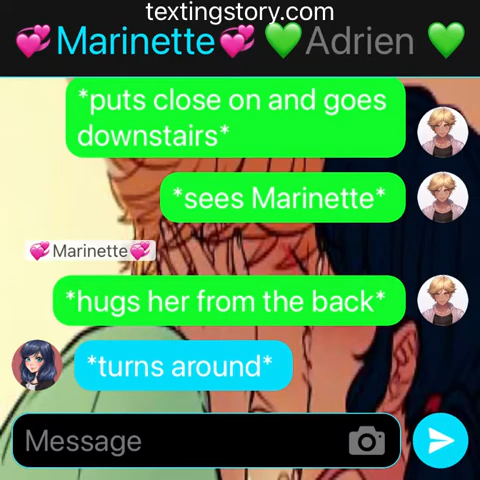 textingstory.com
💞Marinette💞 💚Adrien 💚
*puts close on and goes
downstairs*
*sees Marinette*
💞Marinette💞
*hugs her from the back*
*turns around*
Message